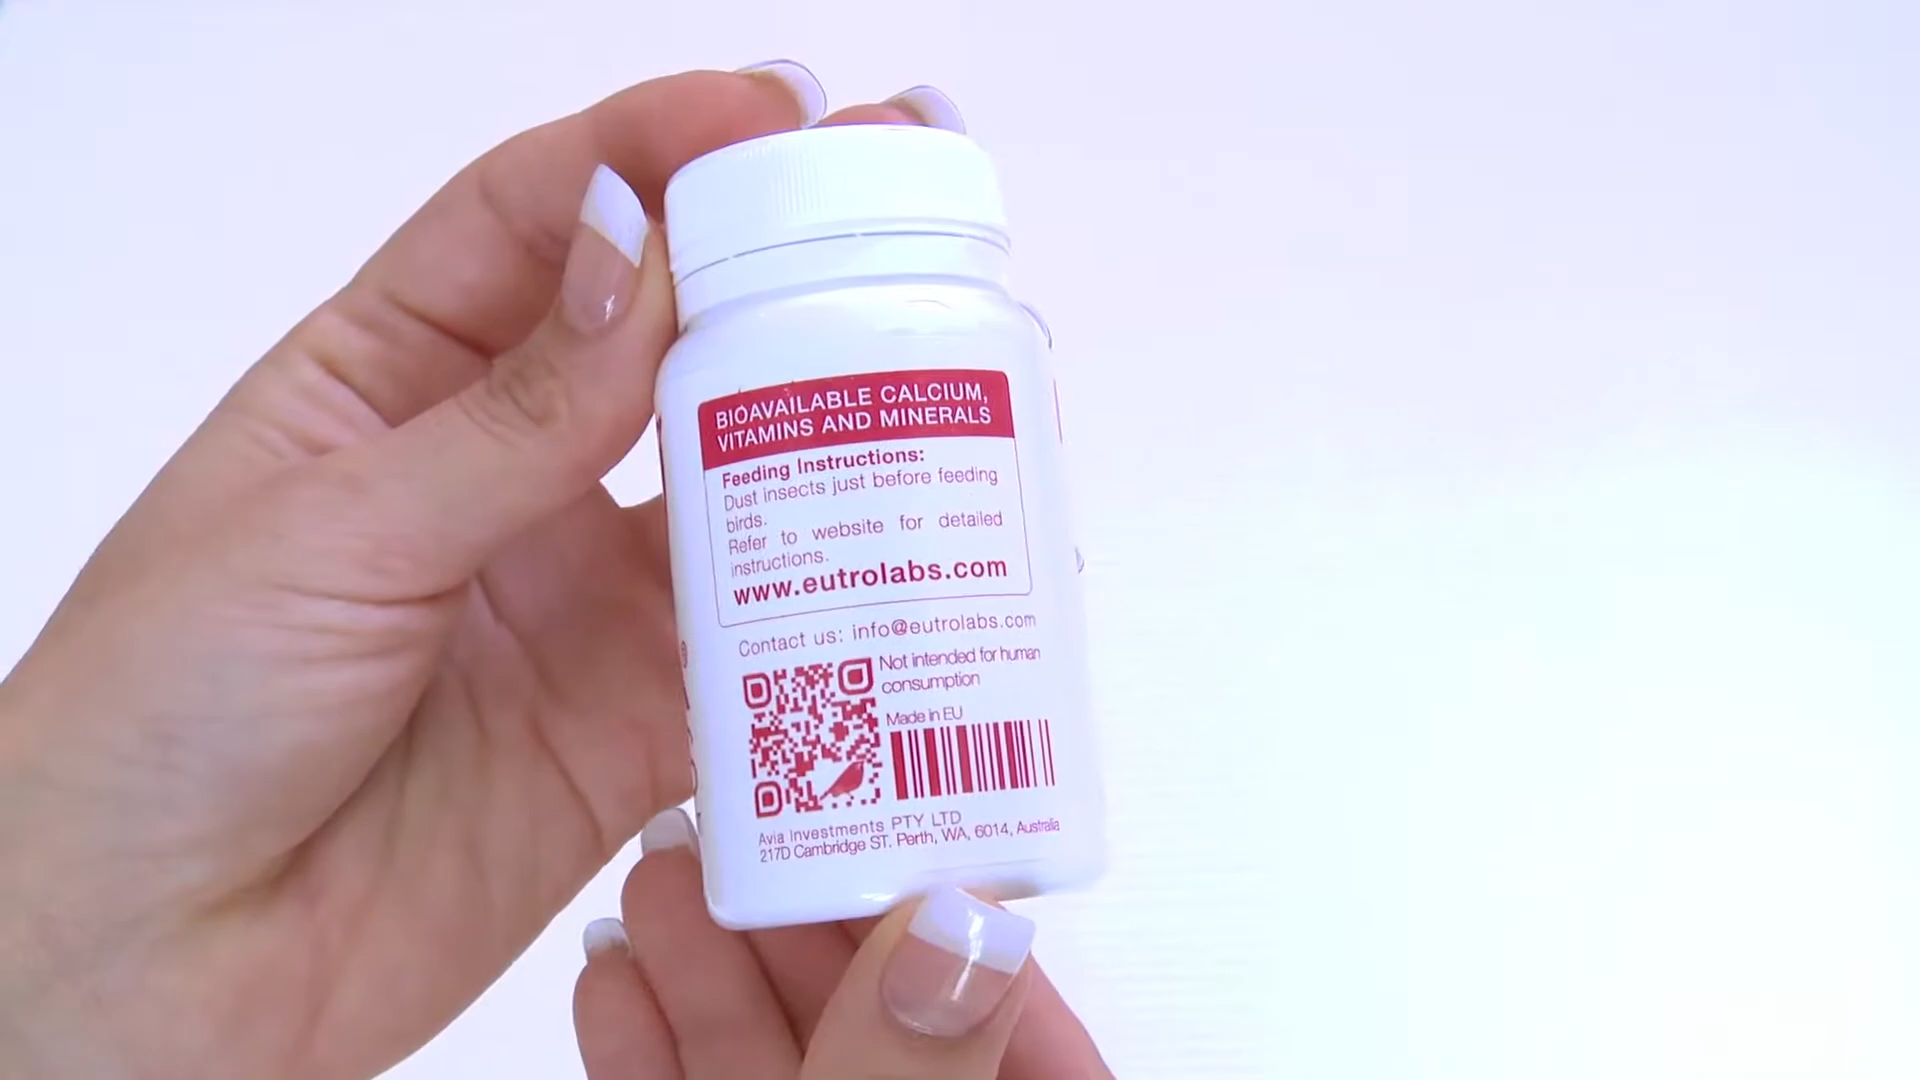 BIOAVAILABLE CALCIUM,
VITAMINS AND MINERALS
Feeding Instructions:
Dust insects just before feeding
birds.
Refer to website for detailed
instructions.
www.eutrolabs.com
Contact us: info@eutrolabs.com
Not intended for human
consumption
Made in EU
Avia Investments PTY LTD
217D Cambridge ST. Perth, WA, 6014, Australia